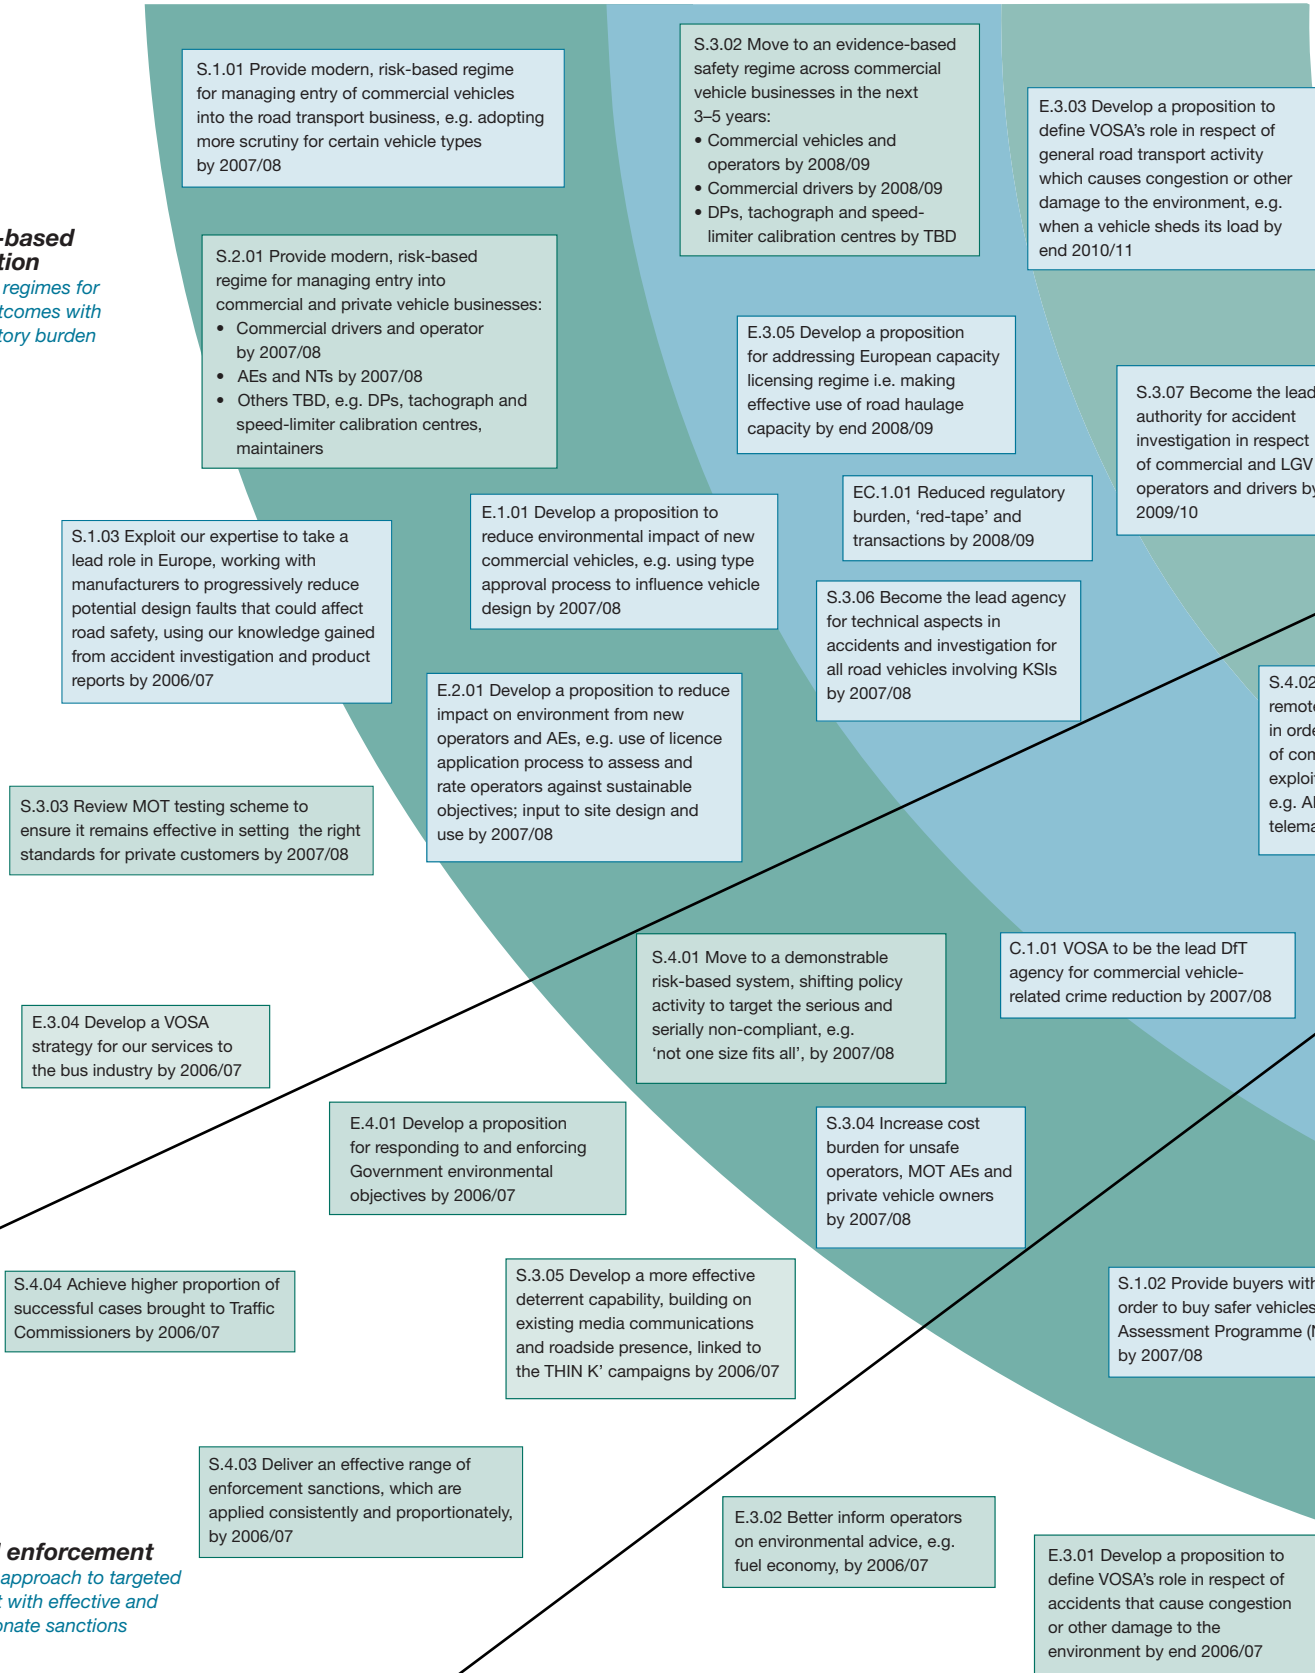 S.1.01 Provide modern, risk-based regime
for managing entry of commercial vehicles
into the road transport business, e.g. adopting
more scrutiny for certain vehicle types
by 2007/08
S.3.02 Move to an evidence-based
safety regime across commercial
vehicle businesses in the next
3–5 years:
• Commercial vehicles and
operators by 2008/09
• Commercial drivers by 2008/09
• DPs, tachograph and speed-
limiter calibration centres by TBD
E.3.03 Develop a proposition to
define VOSA's role in respect of
general road transport activity
which causes congestion or other
damage to the environment, e.g.
when a vehicle sheds its load by
end 2010/11
-based
tion
regimes for
tcomes with
tory burden
S.2.01 Provide modern, risk-based
regime for managing entry into
commercial and private vehicle businesses:
• Commercial drivers and operator
by 2007/08
• AEs and NTs by 2007/08
• Others TBD, e.g. DPs, tachograph and
speed-limiter calibration centres,
maintainers
E.3.05 Develop a proposition
for addressing European capacity
licensing regime i.e. making
effective use of road haulage
capacity by end 2008/09
S.3.07 Become the lead
authority for accident
investigation in respect
of commercial and LGV
operators and drivers by
2009/10
EC.1.01 Reduced regulatory
burden, 'red-tape' and
transactions by 2008/09
S.1.03 Exploit our expertise to take a
lead role in Europe, working with
manufacturers to progressively reduce
potential design faults that could affect
road safety, using our knowledge gained
from accident investigation and product
reports by 2006/07
E.1.01 Develop a proposition to
reduce environmental impact of new
commercial vehicles, e.g. using type
approval process to influence vehicle
design by 2007/08
S.3.06 Become the lead agency
for technical aspects in
accidents and investigation for
all road vehicles involving KSIs
by 2007/08
E.2.01 Develop a proposition to reduce
impact on environment from new
operators and AEs, e.g. use of licence
application process to assess and
rate operators against sustainable
objectives; input to site design and
use by 2007/08
S.4.02
remote
in orde
of com
exploi
e.g. A
telema
S.3.03 Review MOT testing scheme to
ensure it remains effective in setting the right
standards for private customers by 2007/08
S.4.01 Move to a demonstrable
risk-based system, shifting policy
activity to target the serious and
serially non-compliant, e.g.
'not one size fits all', by 2007/08
C.1.01 VOSA to be the lead DfT
agency for commercial vehicle-
related crime reduction by 2007/08
E.3.04 Develop a VOSA
strategy for our services to
the bus industry by 2006/07
E.4.01 Develop a proposition
for responding to and enforcing
Government environmental
objectives by 2006/07
S.3.04 Increase cost
burden for unsafe
operators, MOT AEs and
private vehicle owners
by 2007/08
S.4.04 Achieve higher proportion of
successful cases brought to Traffic
Commissioners by 2006/07
S.3.05 Develop a more effective
deterrent capability, building on
existing media communications
and roadside presence, linked to
the THIN K' campaigns by 2006/07
S.1.02 Provide buyers with
order to buy safer vehicles
Assessment Programme (N
by 2007/08
S.4.03 Deliver an effective range of
enforcement sanctions, which are
applied consistently and proportionately,
by 2006/07
E.3.02 Better inform operators
on environmental advice, e.g.
fuel economy, by 2006/07
E.3.01 Develop a proposition to
define VOSA's role in respect of
accidents that cause congestion
or other damage to the
environment by end 2006/07
enforcement
approach to targeted
t with effective and
onate sanctions